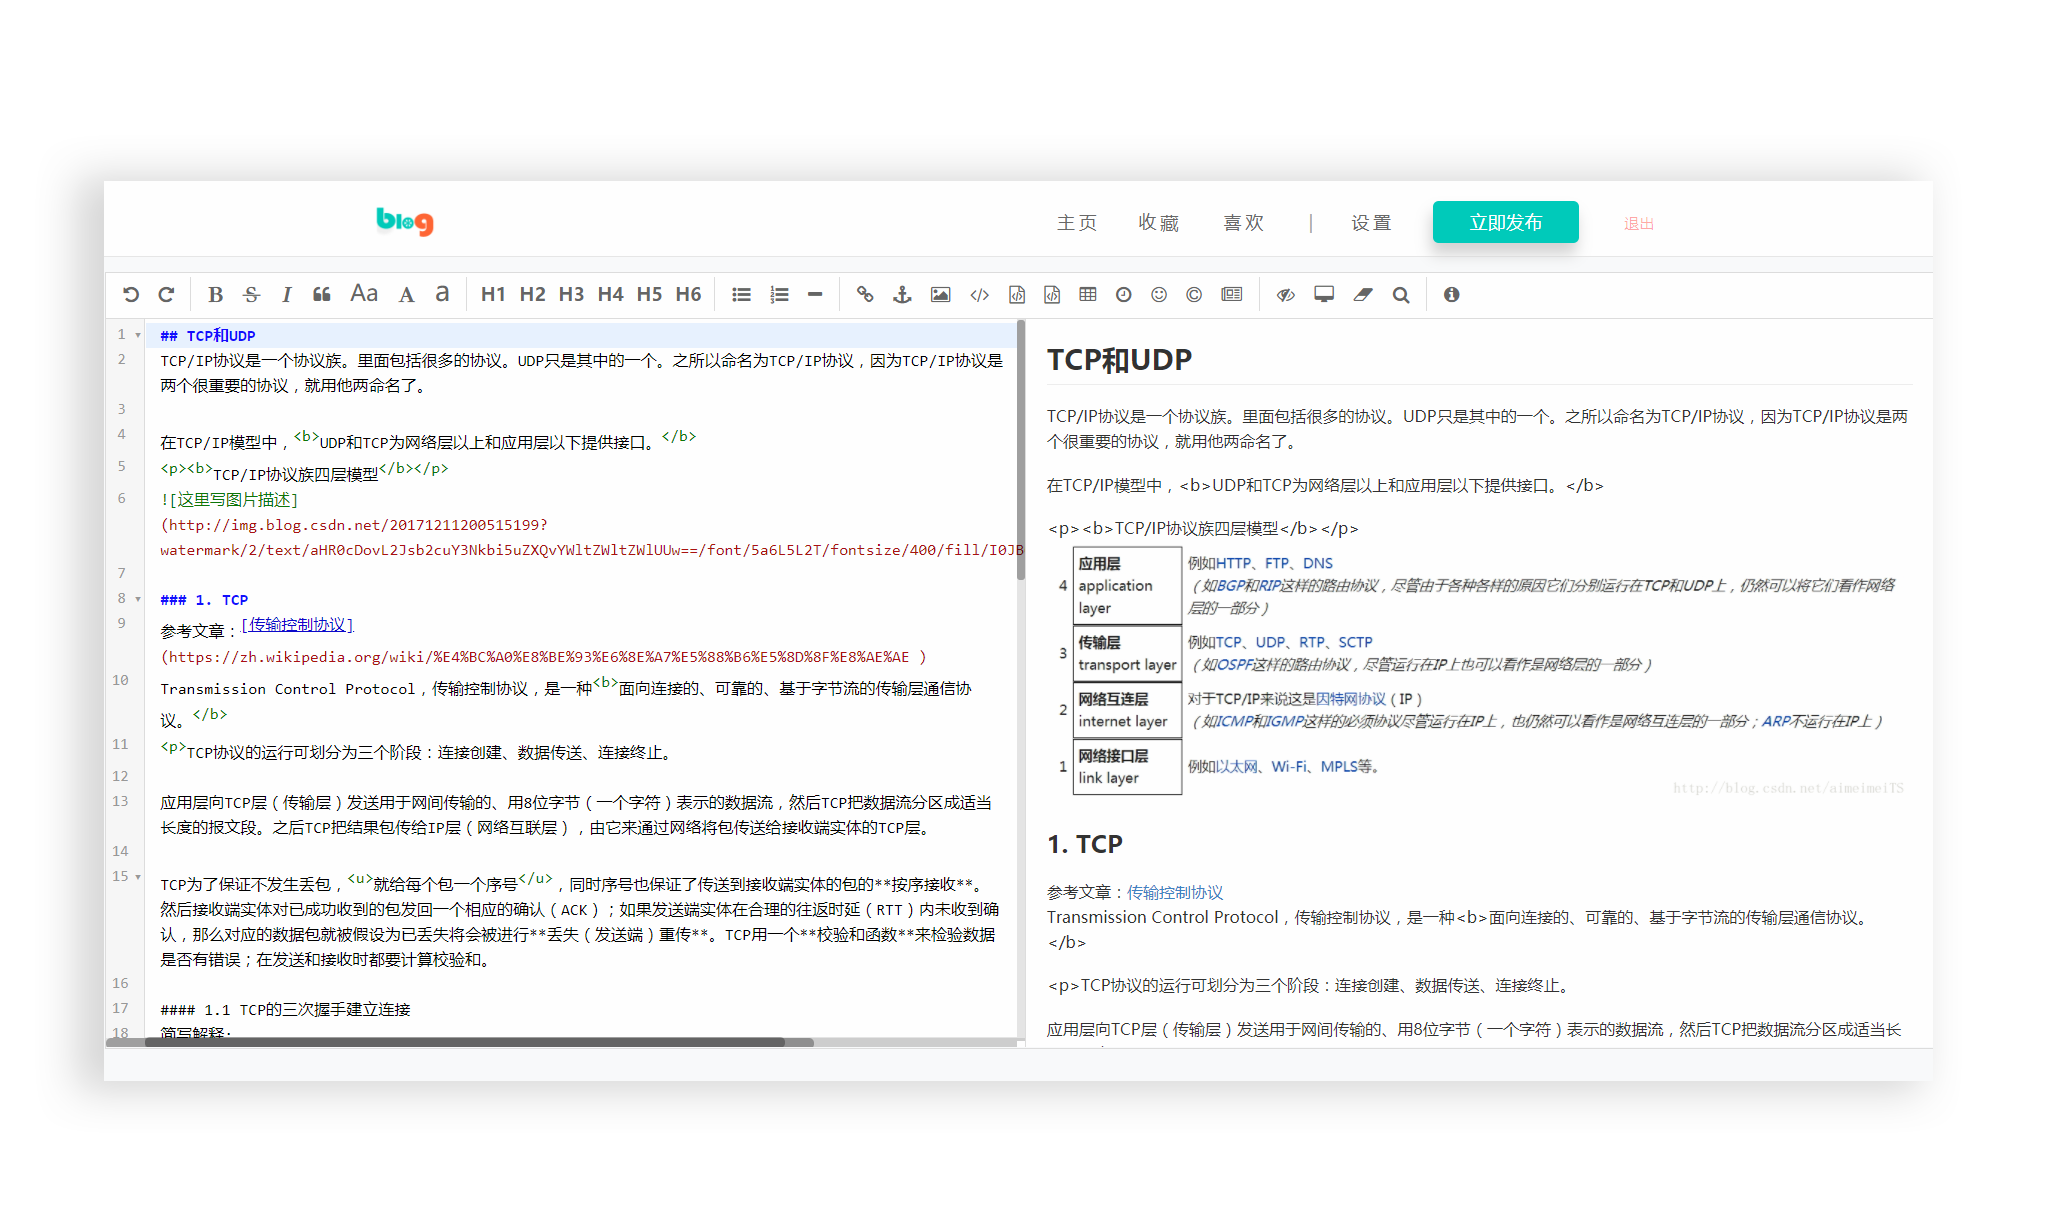 blog
主页 收藏 喜欢 | 设置 立即发布 退出
B S I Aa A a H1 H2 H3 H4 H5 H6
1 ## TCP和UDP
2 TCP/IP协议是一个协议族。里面包括很多的协议。UDP只是其中的一个。之所以命名为TCP/IP协议，因为TCP/IP协议是
两个很重要的协议，就用他两命名了。
3
4 在TCP/IP模型中，<b>UDP和TCP为网络层以上和应用层以下提供接口。</b>
5 <p><b>TCP/IP协议族四层模型</b></p>
6 ![这里写图片描述]
(http://img.blog.csdn.net/20171211200515199?
watermark/2/text/aHR0cDovL2Jsb2cuY3Nkbi5uZXQvYWltZWltZWlUUw==/font/5a6L5L2T/fontsize/400/fill/I0JB
7
8 ### 1. TCP
9 参考文章：[传输控制协议]
(https://zh.wikipedia.org/wiki/%E4%BC%A0%E8%BE%93%E6%8E%A7%E5%88%B6%E5%8D%8F%E8%AE%AE )
10 Transmission Control Protocol，传输控制协议，是一种<b>面向连接的、可靠的、基于字节流的传输层通信协
议。</b>
11 <p>TCP协议的运行可划分为三个阶段：连接创建、数据传送、连接终止。
12
13 应用层向TCP层（传输层）发送用于网间传输的、用8位字节（一个字符）表示的数据流，然后TCP把数据流分区成适当
长度的报文段。之后TCP把结果包传给IP层（网络互联层），由它来通过网络将包传送给接收端实体的TCP层。
14
15 TCP为了保证不发生丢包，<u>就给每个包一个序号</u>，同时序号也保证了传送到接收端实体的包的**按序接收**。
然后接收端实体对已成功收到的包发回一个相应的确认（ACK）；如果发送端实体在合理的往返时延（RTT）内未收到确
认，那么对应的数据包就被假设为已丢失将会被进行**丢失（发送端）重传**。TCP用一个**校验和函数**来检验数据
是否有错误；在发送和接收时都要计算校验和。
16
17 #### 1.1 TCP的三次握手建立连接
18 简写解释:
TCP和UDP
TCP/IP协议是一个协议族。里面包括很多的协议。UDP只是其中的一个。之所以命名为TCP/IP协议，因为TCP/IP协议是两
个很重要的协议，就用他两命名了。
在TCP/IP模型中，<b>UDP和TCP为网络层以上和应用层以下提供接口。</b>
<p><b>TCP/IP协议族四层模型</b></p>
4 应用层 application layer 例如HTTP、FTP、DNS
（如BGP和RIP这样的路由协议，尽管由于各种各样的原因它们分别运行在TCP和UDP上，仍然可以将它们看作网络
层的一部分）
3 传输层 transport layer 例如TCP、UDP、RTP、SCTP
（如OSPF这样的路由协议，尽管运行在IP上也可以看作是网络层的一部分）
2 网络互连层 internet layer 对于TCP/IP来说这是因特网协议（IP）
（如ICMP和IGMP这样的必须协议尽管运行在IP上，也仍然可以看作是网络互连层的一部分；ARP不运行在IP上）
1 网络接口层 link layer 例如以太网、Wi-Fi、MPLS等。
http://blog.csdn.net/aimeimeiTS
1. TCP
参考文章：传输控制协议
Transmission Control Protocol，传输控制协议，是一种<b>面向连接的、可靠的、基于字节流的传输层通信协议。
</b>
<p>TCP协议的运行可划分为三个阶段：连接创建、数据传送、连接终止。
应用层向TCP层（传输层）发送用于网间传输的、用8位字节（一个字符）表示的数据流，然后TCP把数据流分区成适当长